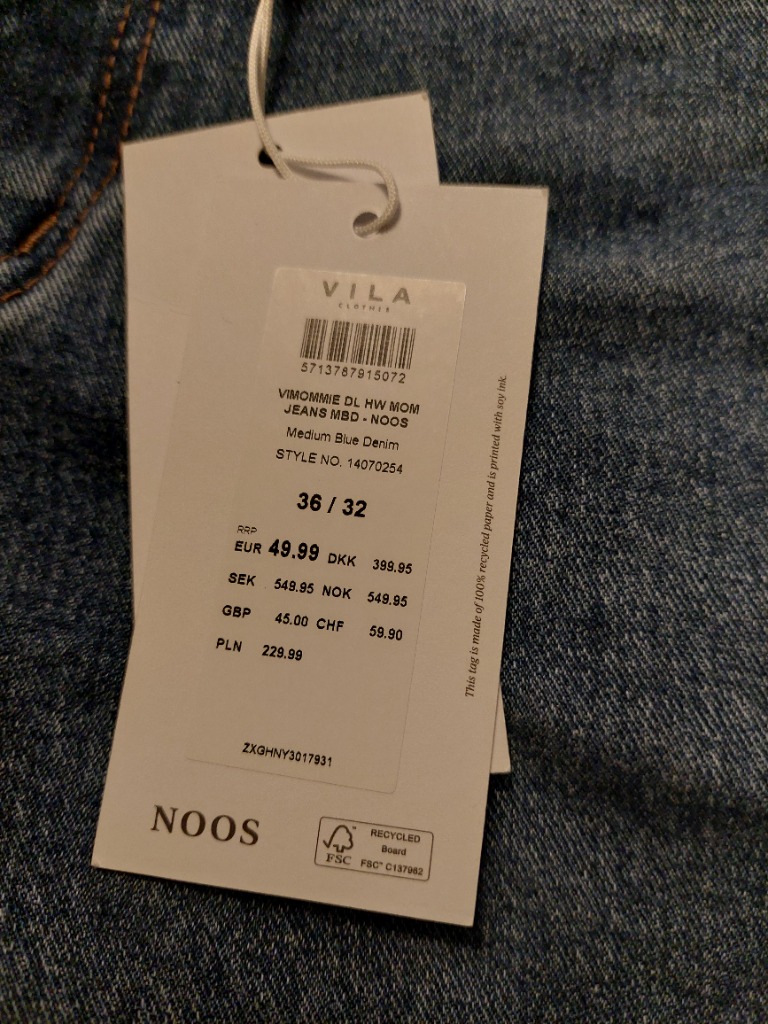 VILA
CLOTHES
5713787915072
VIMOMMIE DL HW MOM
JEANS MBD - NOOS
Medium Blue Denim
STYLE NO. 14070254
36 / 32
RRP
EUR 49.99 DKK 399.95
SEK 549.95 NOK 549.95
GBP 45.00 CHF 59.90
PLN 229.99
ZXGHNY3017931
This tag is made of 100% recycled paper and is printed with soy ink.
NOOS
FSC™
RECYCLED
Board
FSC™ C137962